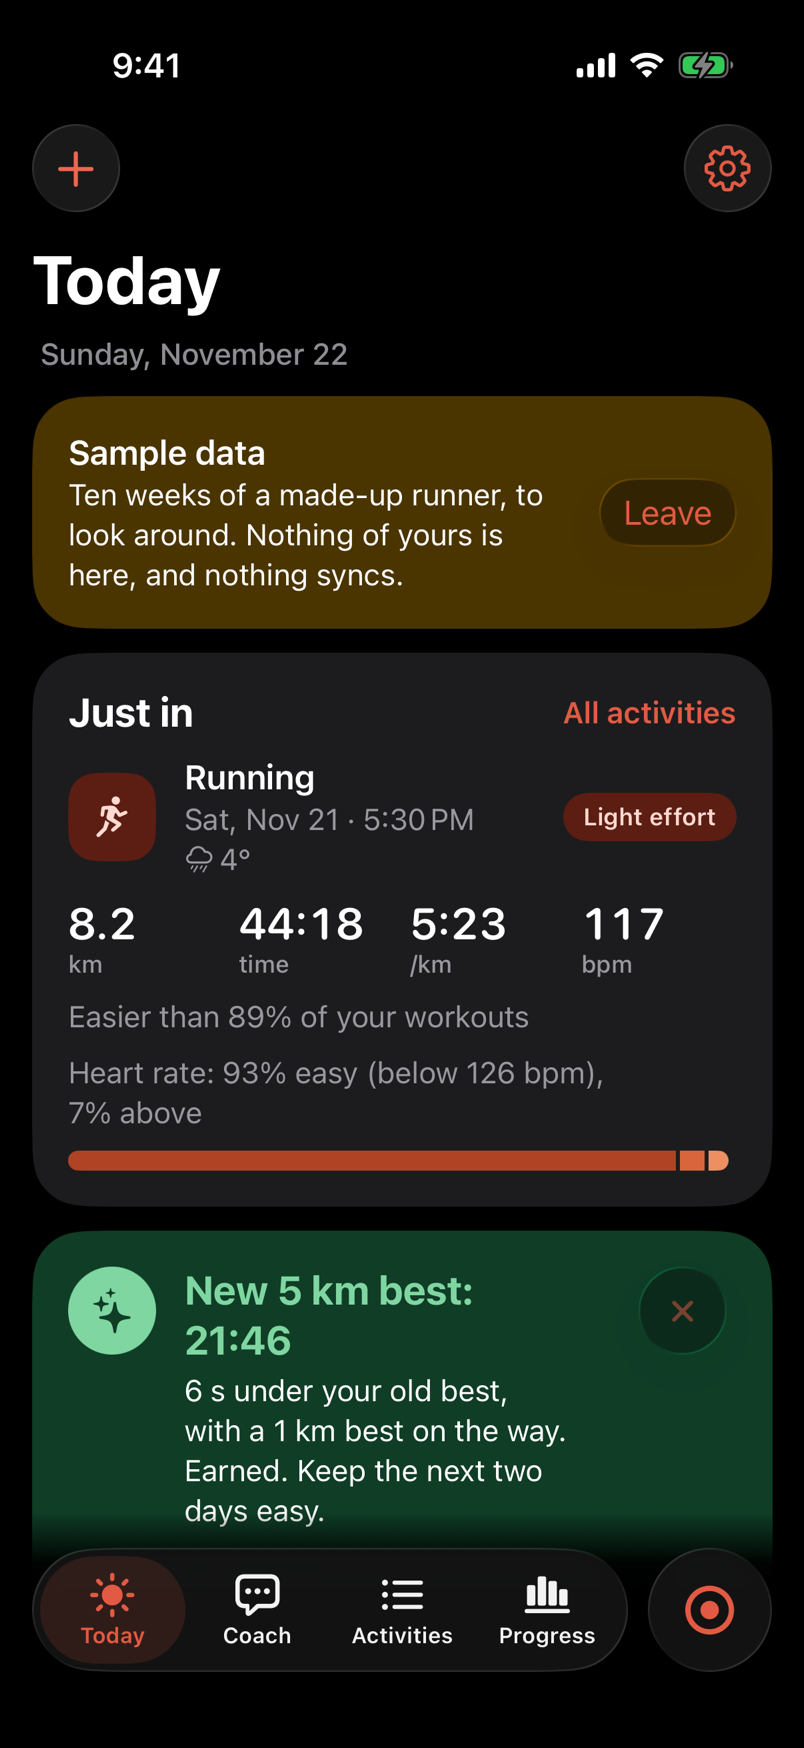 9:41
Today
Sunday, November 22
Sample data
Ten weeks of a made-up runner, to
look around. Nothing of yours is
here, and nothing syncs.
Leave
Just in
All activities
Running
Sat, Nov 21 · 5:30 PM
4°
Light effort
8.2
km
44:18
time
5:23
/km
117
bpm
Easier than 89% of your workouts
Heart rate: 93% easy (below 126 bpm),
7% above
New 5 km best:
21:46
6 s under your old best,
with a 1 km best on the way.
Earned. Keep the next two
days easy.
Today
Coach
Activities
Progress